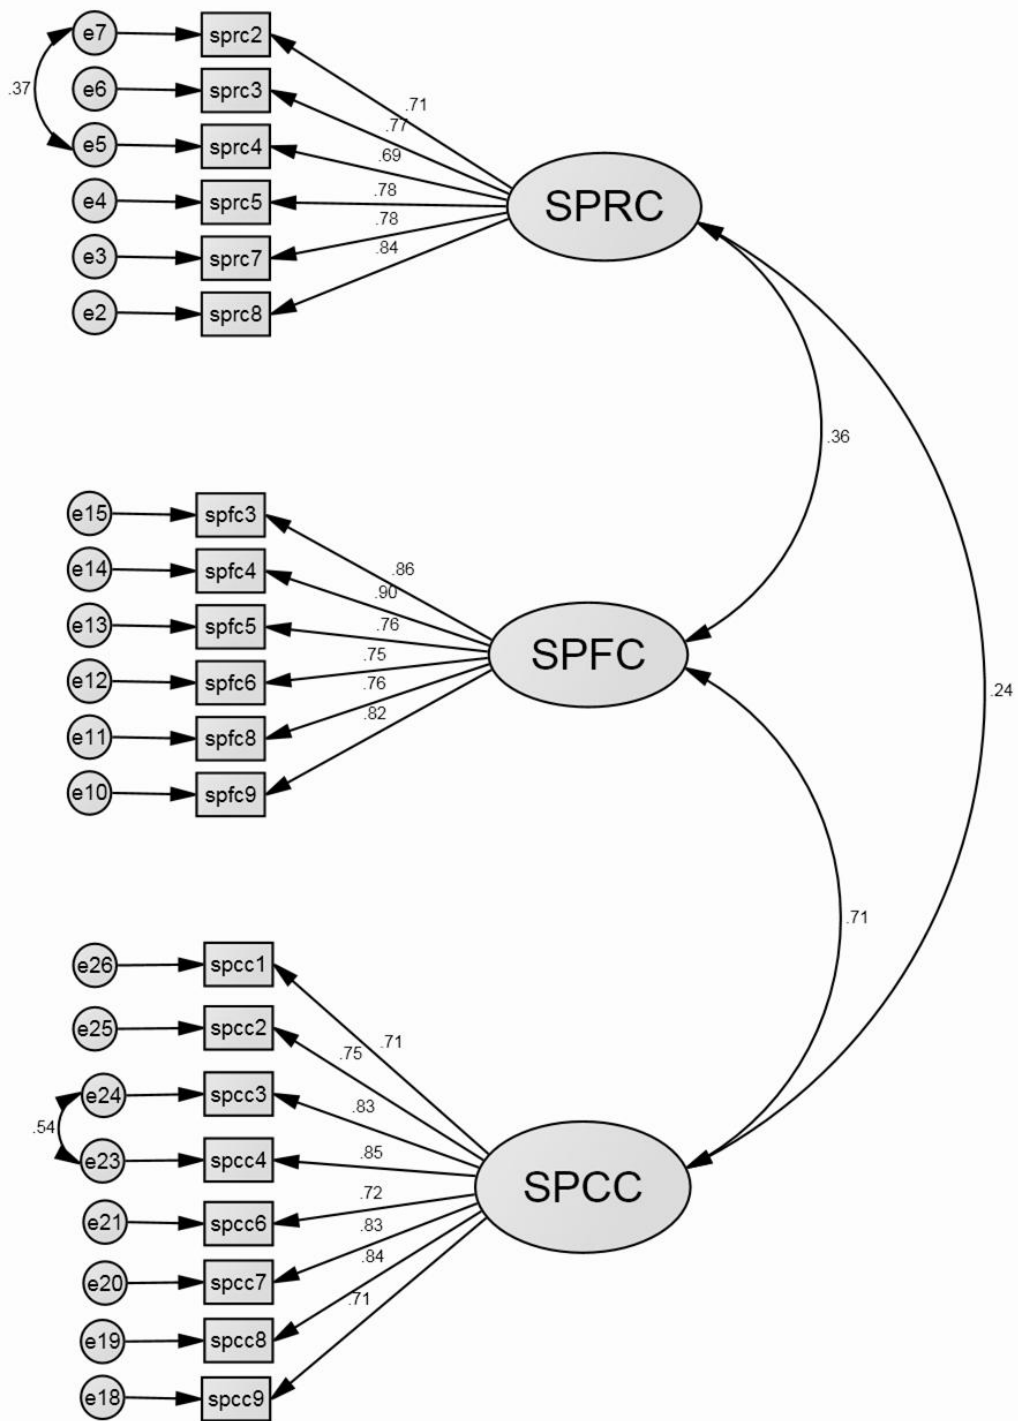 e7 sprc2
.71
.37 e6 sprc3
.77
e5 sprc4
.69
e4 sprc5
.78
SPRC
e3 sprc7
.78
.84
e2 sprc8
.36
e15 spfc3
.86
e14 spfc4
.90
e13 spfc5
.76
SPFC
.75
e12 spfc6
.76
.24
e11 spfc8
.82
e10 spfc9
.71
e26 spcc1
e25 spcc2
.75 .71
e24 spcc3
.83
.54
e23 spcc4
.85
SPCC
.72
e21 spcc6
.83
.84
e20 spcc7
.71
e19 spcc8
e18 spcc9